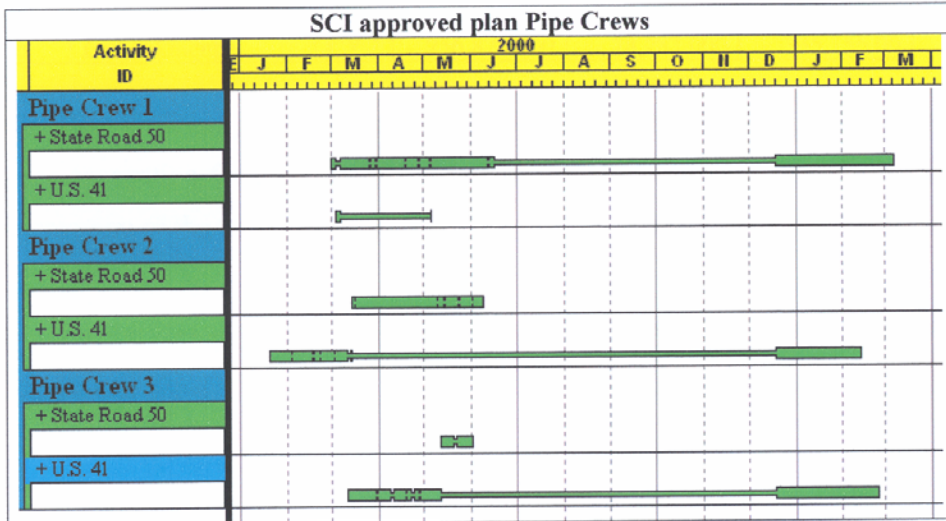 SCI approved plan Pipe Crews
Activity
ID
2000
E J F M A M J J A S O N D J F M
Pipe Crew 1
+ State Road 50
+ U.S. 41
Pipe Crew 2
+ State Road 50
+ U.S. 41
Pipe Crew 3
+ State Road 50
+ U.S. 41